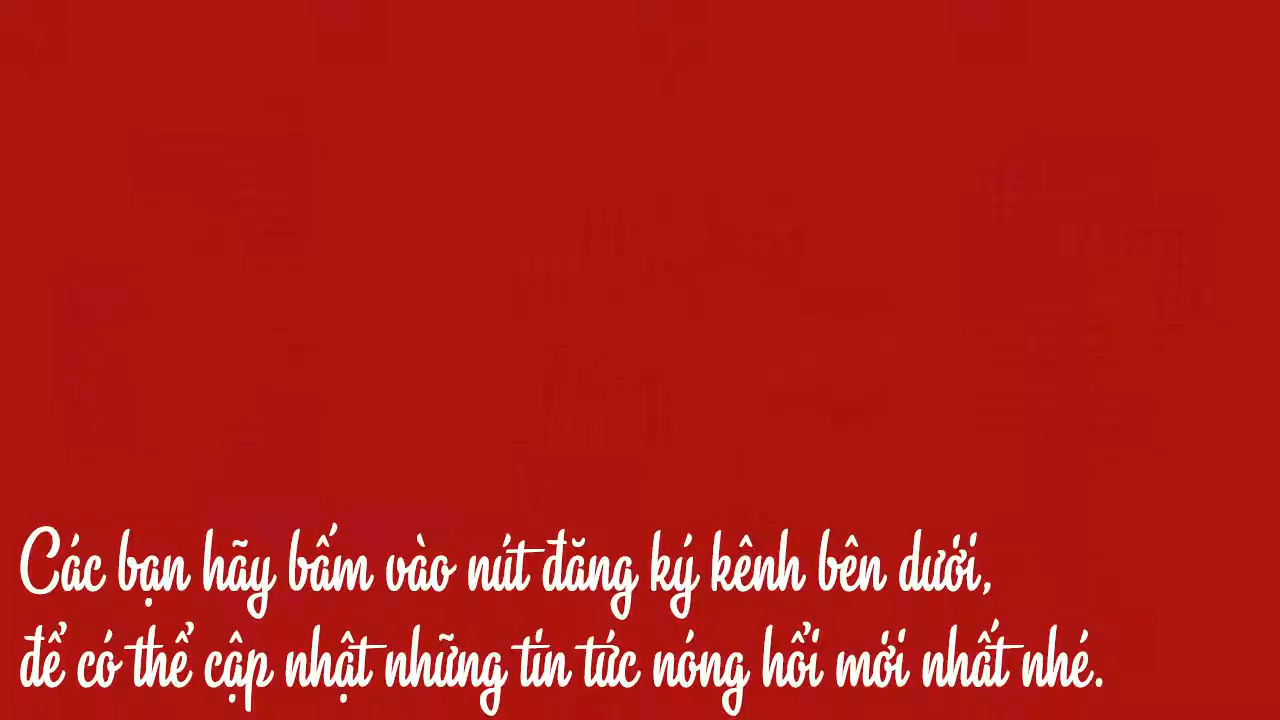 Các bạn hãy bấm vào nút đăng ký kênh bên dưới,
để có thể cập nhật những tin tức nóng hổi mới nhất nhé.